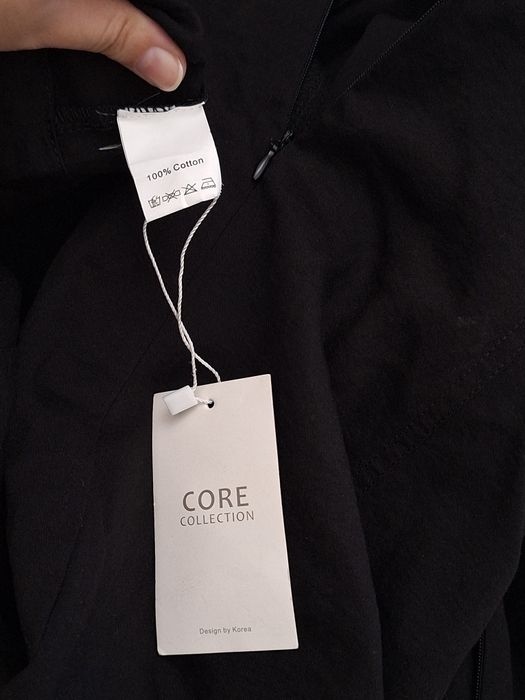 100% Cotton
CORE
COLLECTION
Design by Korea